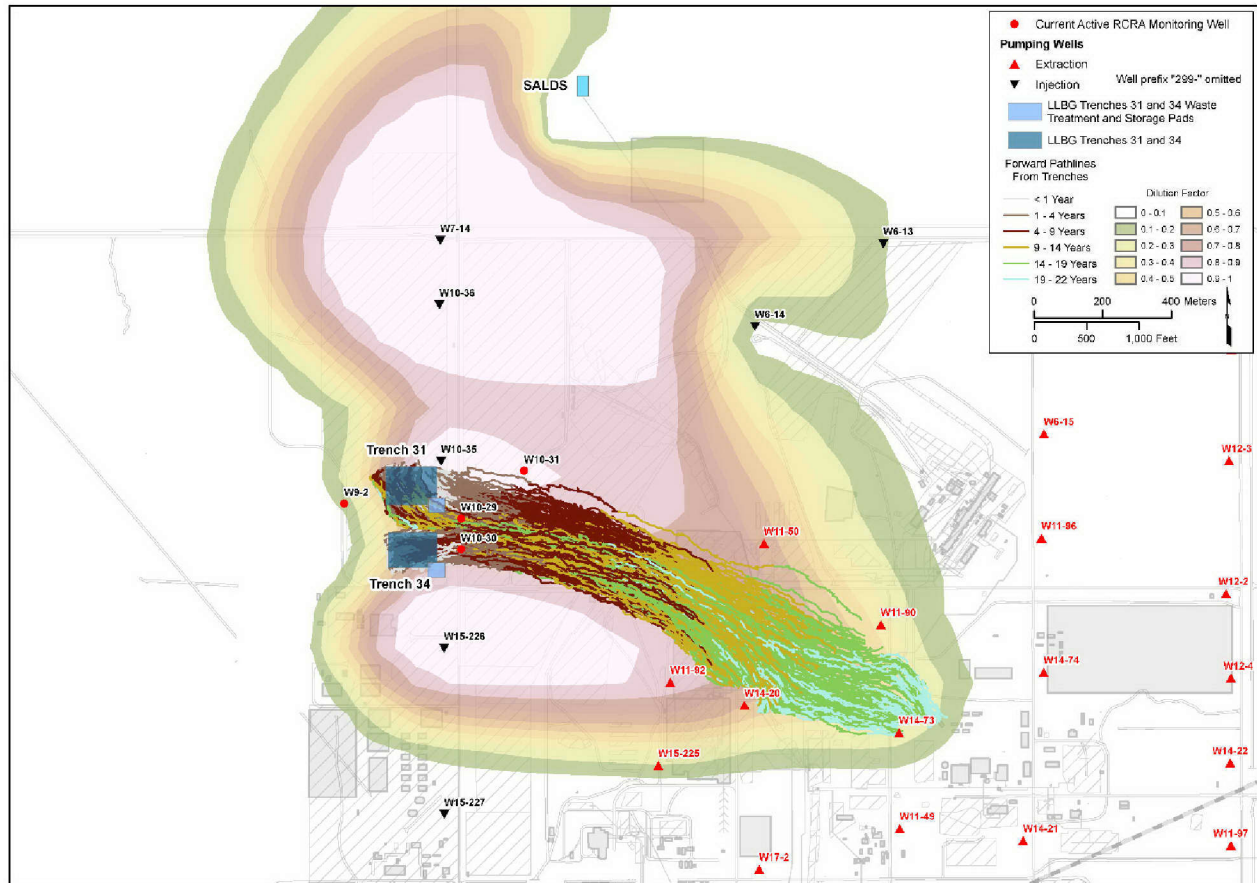 Current Active RCRA Monitoring Well
Pumping Wells
Extraction
Injection
Well prefix "299-" omitted
LLBG Trenches 31 and 34 Waste
Treatment and Storage Pads
LLBG Trenches 31 and 34
Forward Pathlines
From Trenches
< 1 Year
1 - 4 Years
4 - 9 Years
9 - 14 Years
14 - 19 Years
19 - 22 Years
Dilution Factor
0 - 0.1
0.1 - 0.2
0.2 - 0.3
0.3 - 0.4
0.4 - 0.5
0.5 - 0.6
0.6 - 0.7
0.7 - 0.8
0.8 - 0.9
0.9 - 1
0 200 400 Meters
0 500 1,000 Feet
SALDS
W7-14
W6-13
W10-36
W6-14
W6-15
Trench 31
W10-35
W10-31
W12-3
W9-2
W10-29
W11-50
W11-96
W10-30
Trench 34
W12-2
W11-90
W15-226
W11-92
W14-74
W12-4
W14-20
W14-73
W15-225
W14-22
W15-227
W11-49
W14-21
W11-97
W17-2